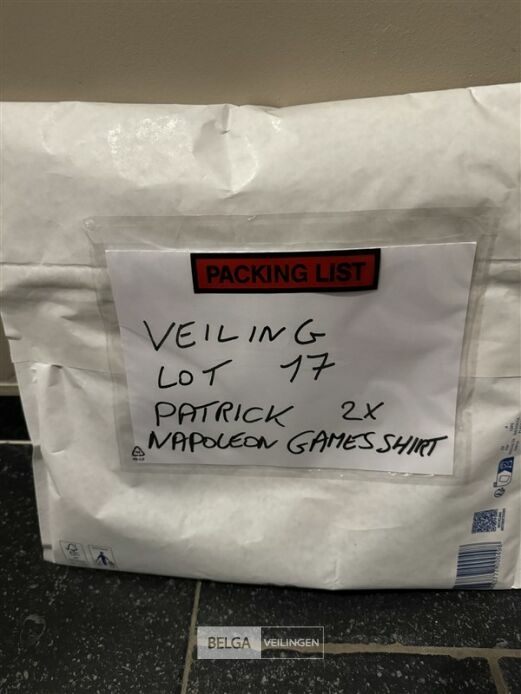 PACKING LIST
VEILING
LOT 17
PATRICK 2X
NAPOLEON GAMES SHIRT
BELGA VEILINGEN